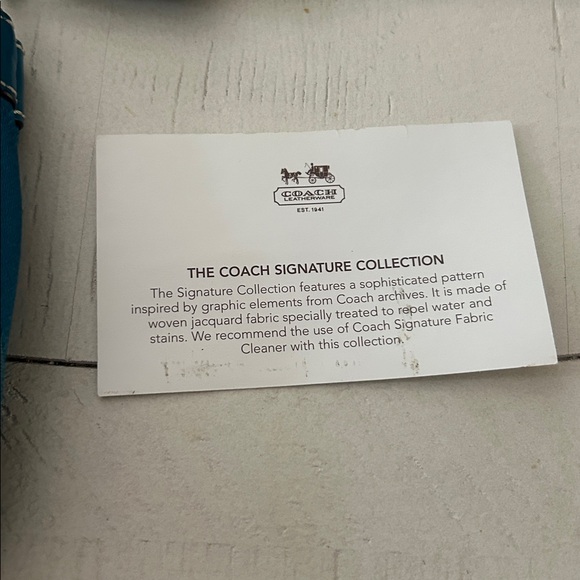 COACH
LEATHERWARE
EST. 1941
THE COACH SIGNATURE COLLECTION
The Signature Collection features a sophisticated pattern
inspired by graphic elements from Coach archives. It is made of
woven jacquard fabric specially treated to repel water and
stains. We recommend the use of Coach Signature Fabric
Cleaner with this collection.